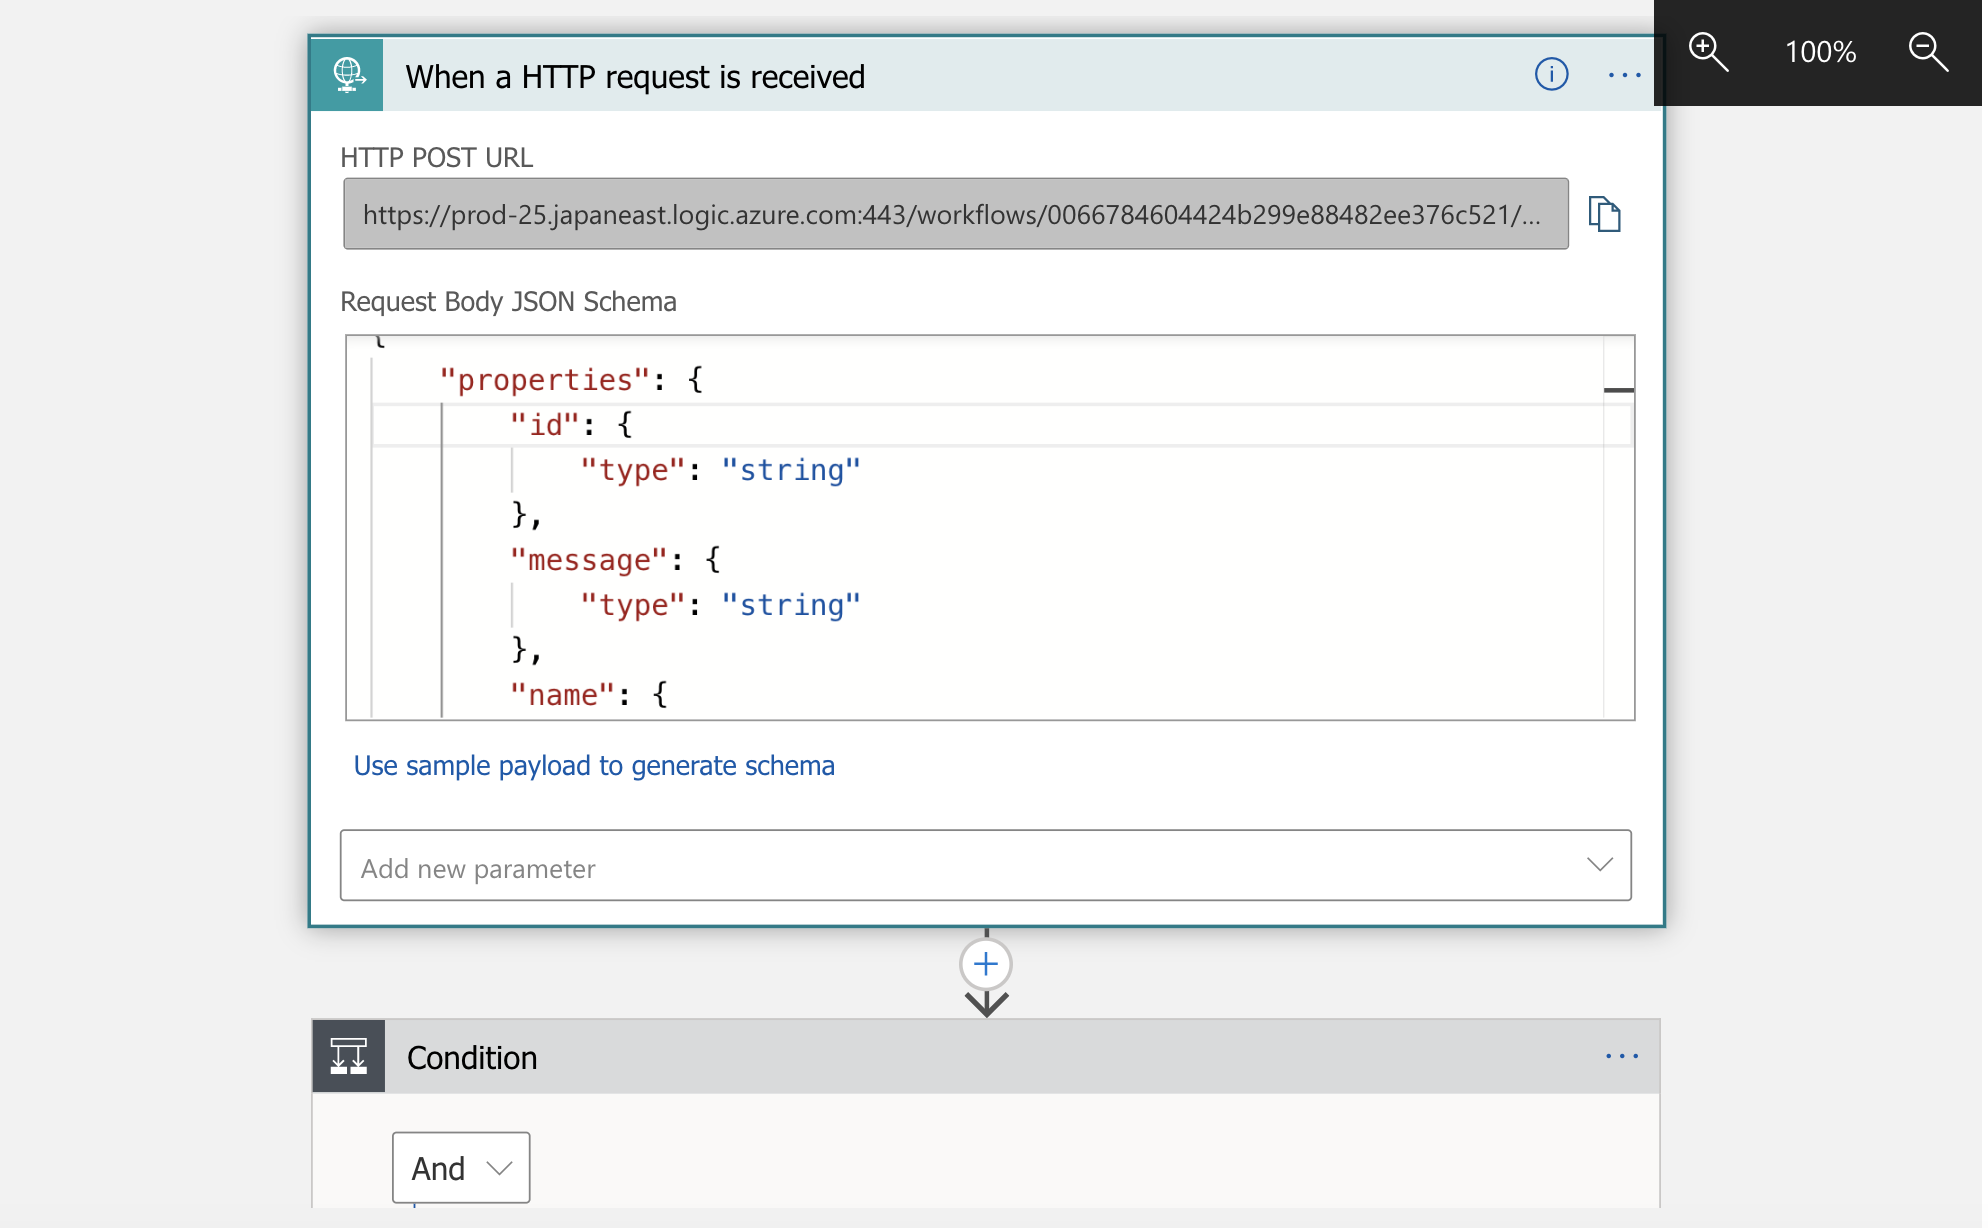 When a HTTP request is received
100%
HTTP POST URL
https://prod-25.japaneast.logic.azure.com:443/workflows/0066784604424b299e88482ee376c521/...
Request Body JSON Schema
{
"properties": {
"id": {
"type": "string"
},
"message": {
"type": "string"
},
"name": {
Use sample payload to generate schema
Add new parameter
Condition
And